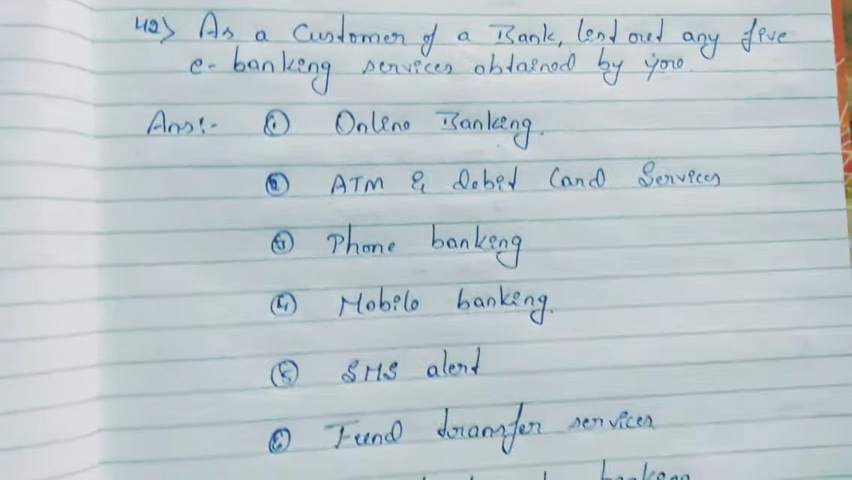 42) As a Customer of a Bank, list out any five
e-banking services obtained by you.
Ans:- ① Online Banking.
② ATM & Debit Card Services
③ Phone banking
④ Mobile banking.
⑤ SMS alert
⑥ Fund transfer services
banking